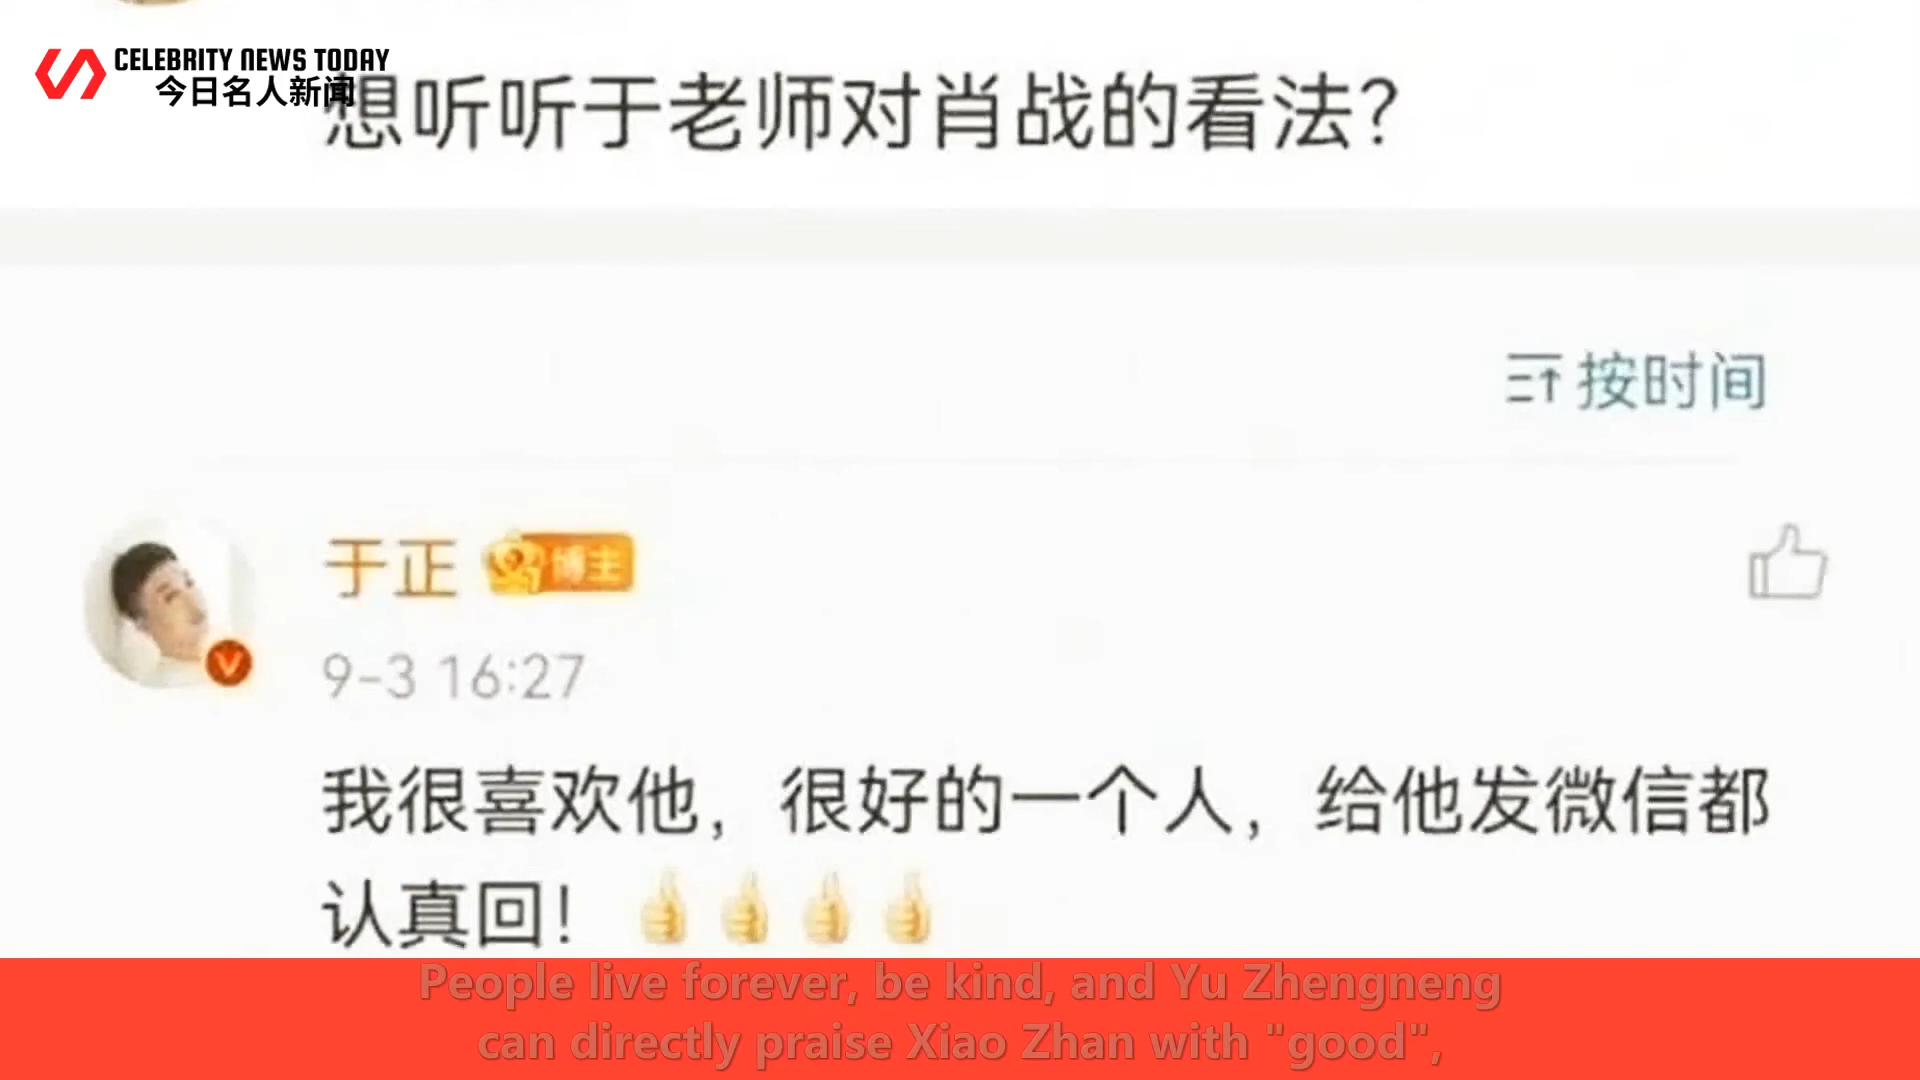 CELEBRITY NEWS TODAY
今日名人新闻
想听听于老师对肖战的看法?
按时间
于正 博主
9-3 16:27
我很喜欢他，很好的一个人，给他发微信都
认真回！
People live forever, be kind, and Yu Zhengneng
can directly praise Xiao Zhan with "good",